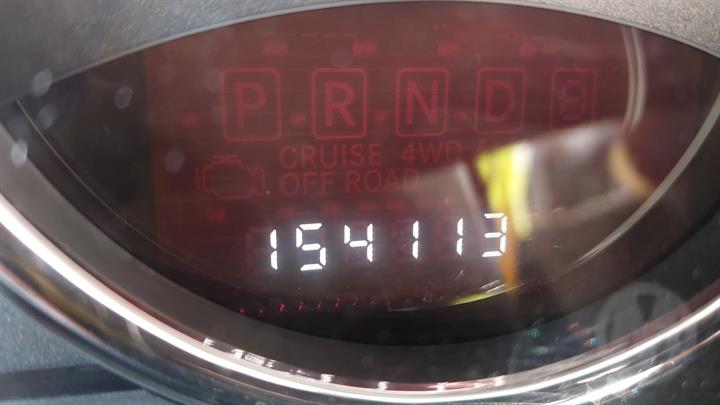 P R N D
CRUISE 4WD
OFF ROAD
154113